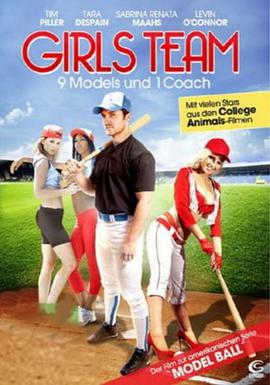 TIM PILLER
TARA DESPAIN
SABRINA RENATA MAAHS
LEVIN O'CONNOR
GIRLS TEAM
9 Models und 1 Coach
Mit vielen Stars
aus den College
Animals-Filmen
Der Film zur amerikanischen Serie
MODEL BALL